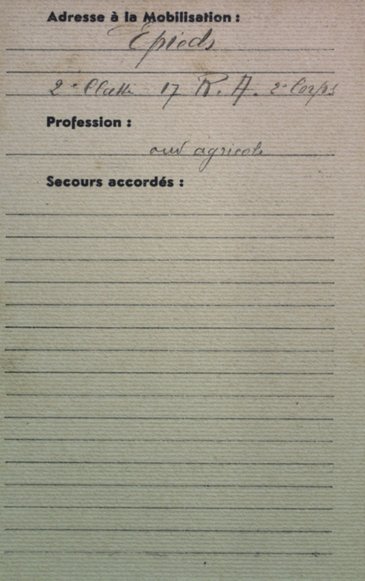 Adresse à la Mobilisation :
Epieds
2e Classe 17 R. A. 2e Corps
Profession :
ouv agricole
Secours accordés :